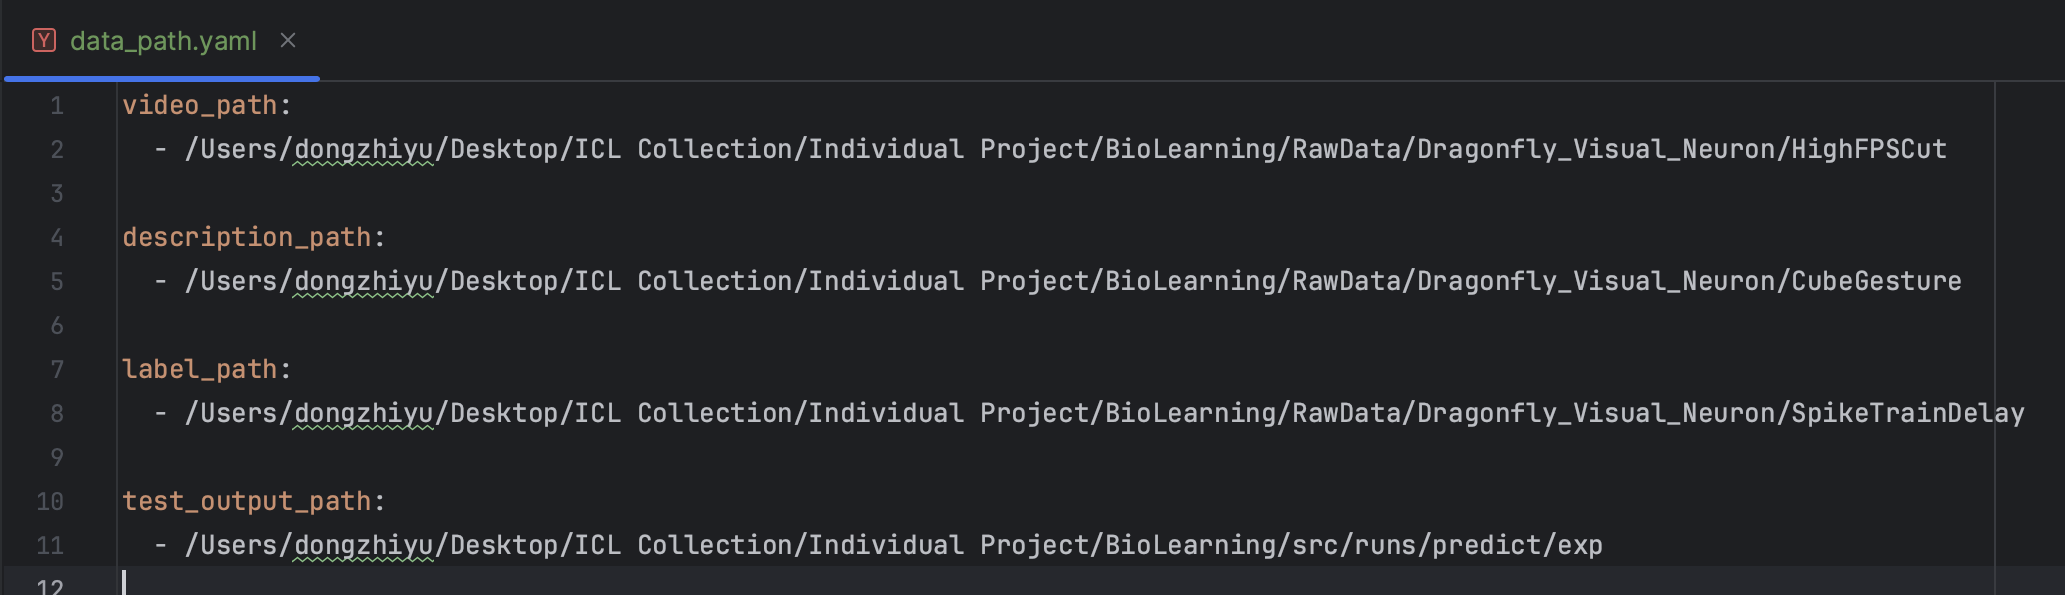 Y data_path.yaml ×
1 video_path:
2 - /Users/dongzhiyu/Desktop/ICL Collection/Individual Project/BioLearning/RawData/Dragonfly_Visual_Neuron/HighFPSCut
3
4 description_path:
5 - /Users/dongzhiyu/Desktop/ICL Collection/Individual Project/BioLearning/RawData/Dragonfly_Visual_Neuron/CubeGesture
6
7 label_path:
8 - /Users/dongzhiyu/Desktop/ICL Collection/Individual Project/BioLearning/RawData/Dragonfly_Visual_Neuron/SpikeTrainDelay
9
10 test_output_path:
11 - /Users/dongzhiyu/Desktop/ICL Collection/Individual Project/BioLearning/src/runs/predict/exp
12